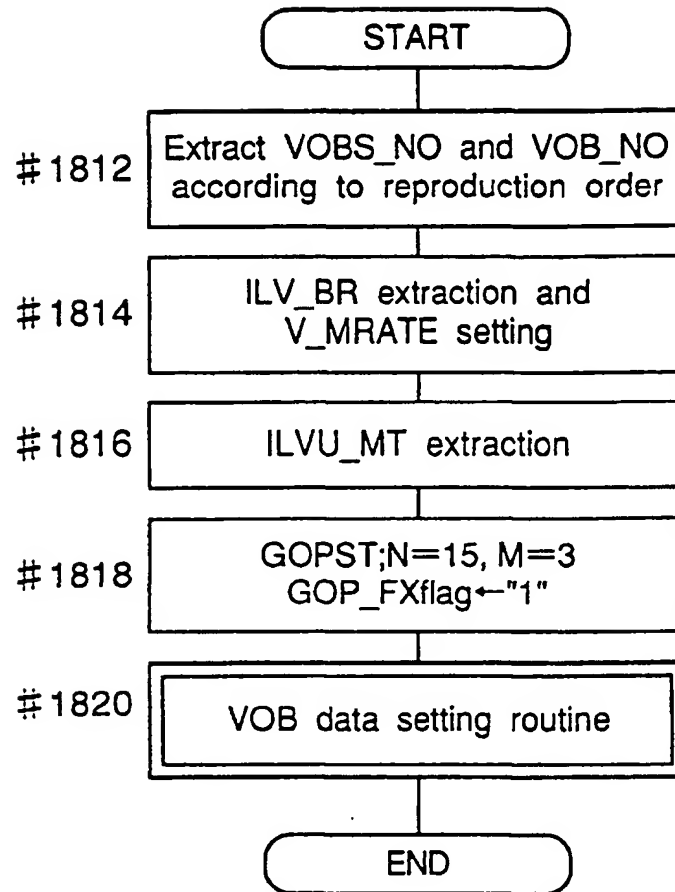 START
#1812
Extract VOBS_NO and VOB_NO
according to reproduction order
#1814
ILV_BR extraction and
V_MRATE setting
#1816
ILVU_MT extraction
#1818
GOPST;N=15, M=3
GOP_FXflag←"1"
#1820
VOB data setting routine
END